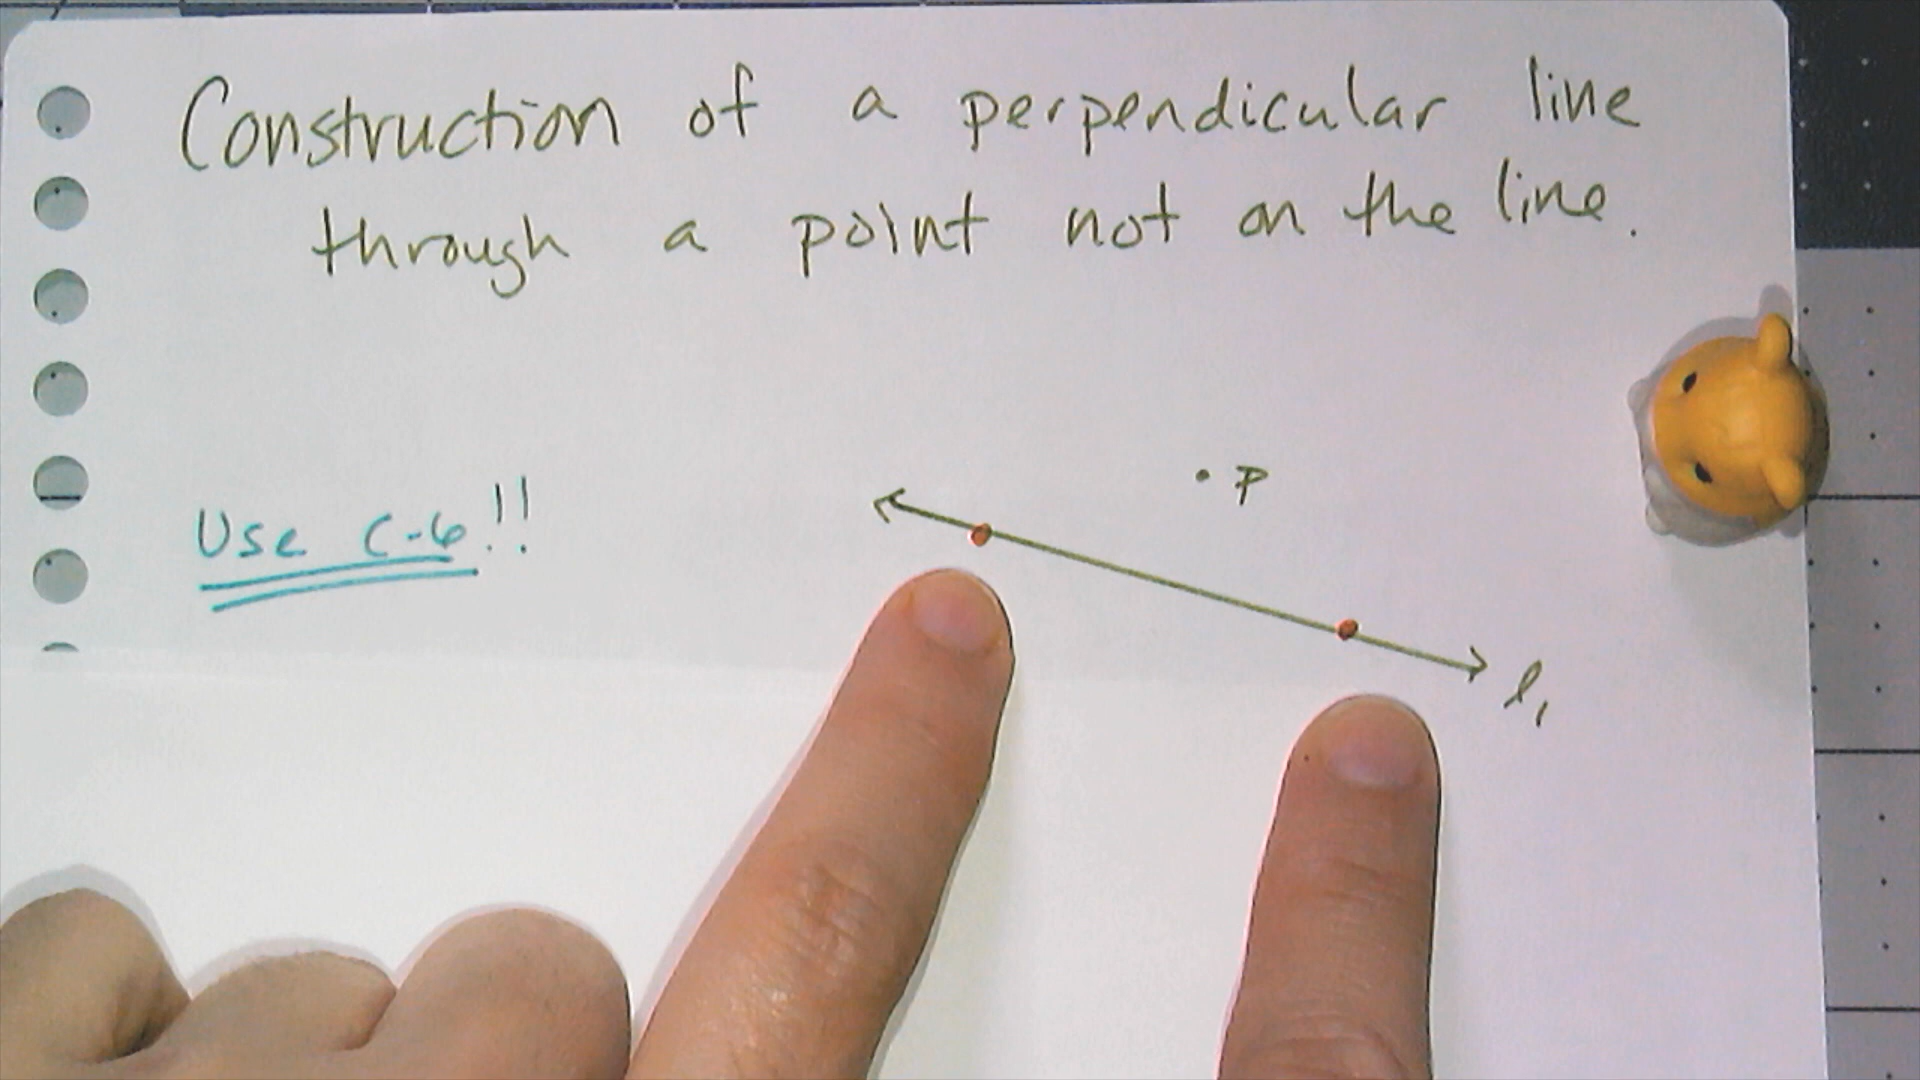 Construction of a perpendicular line
through a point not on the line.
Use C-6!!
P
l₁